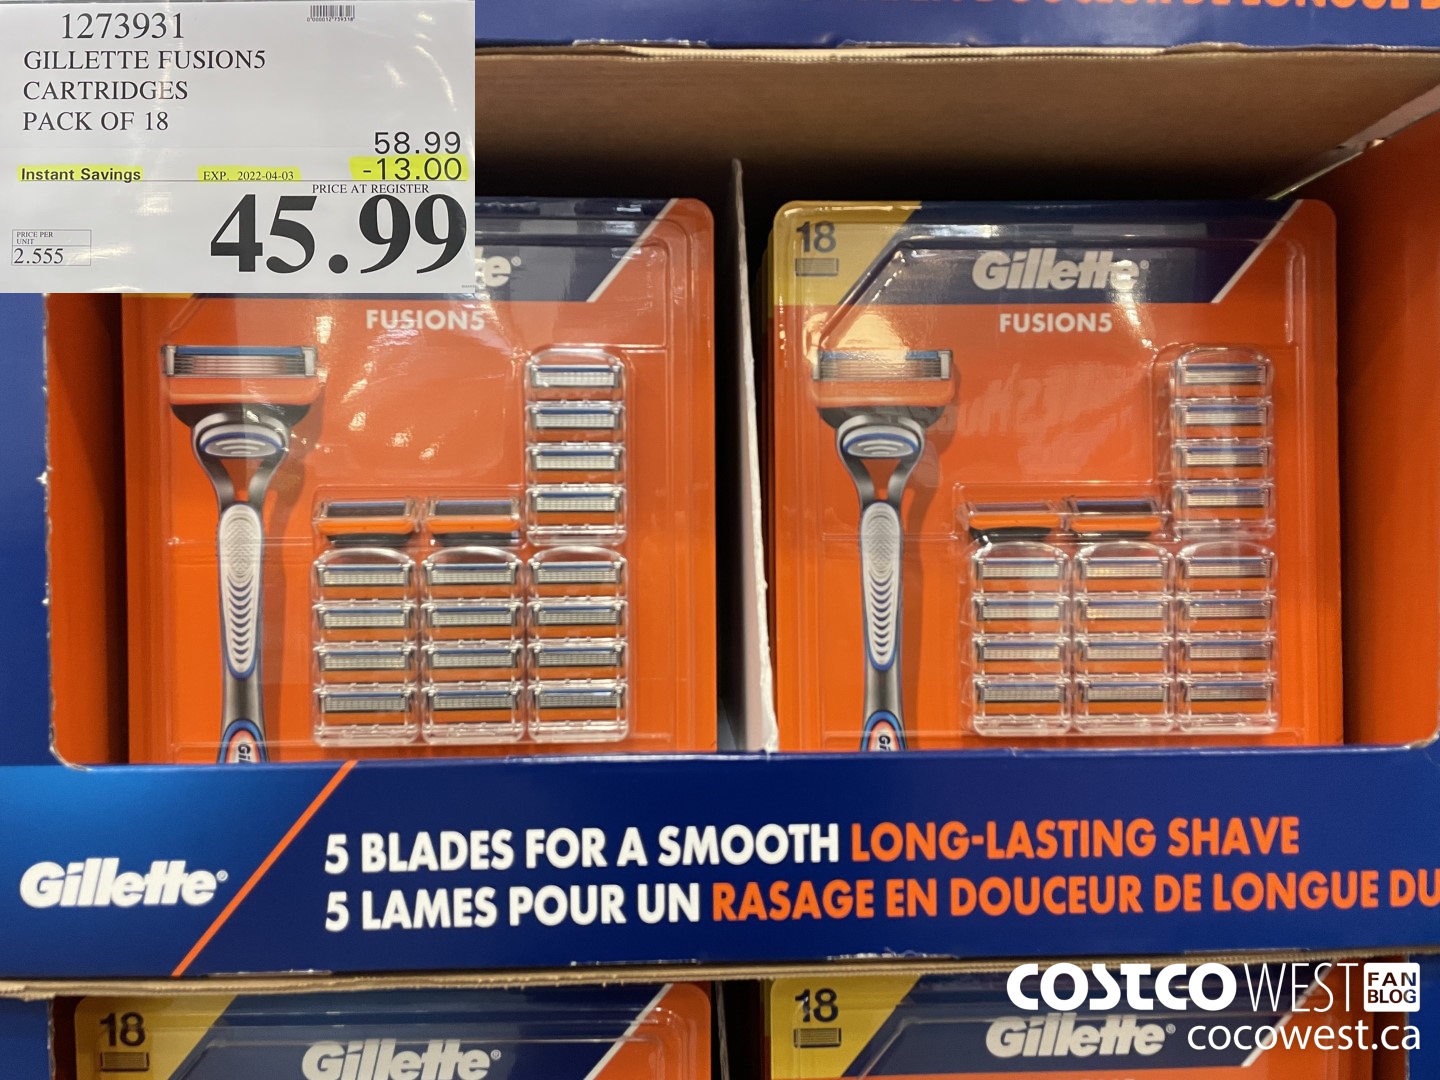 0000012739318
1273931
GILLETTE FUSION5
CARTRIDGES
PACK OF 18
58.99
Instant Savings EXP. 2022-04-03 -13.00
PRICE AT REGISTER
45.99
PRICE PER
UNIT
2.555
18
Gillette®
FUSION5
FUSION5
Gillette®
5 BLADES FOR A SMOOTH LONG-LASTING SHAVE
5 LAMES POUR UN RASAGE EN DOUCEUR DE LONGUE DU
18
Gillette®
18
Gillette®
COSTCO WEST FAN BLOG
cocowest.ca